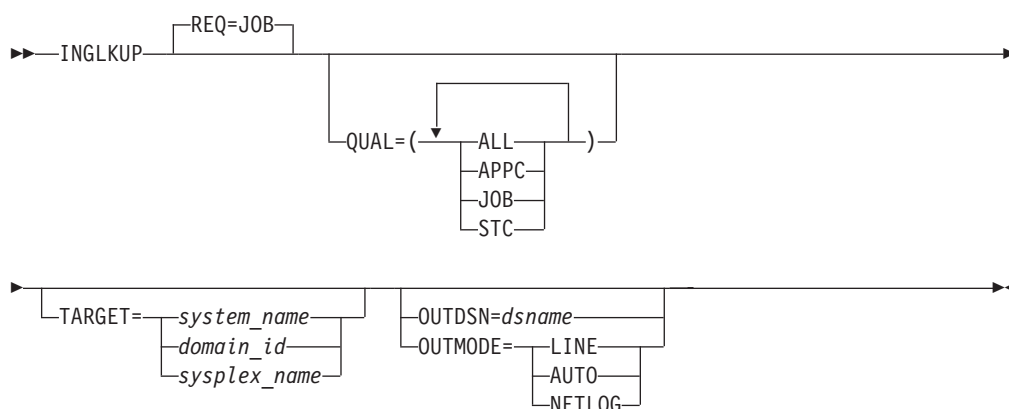 REQ=JOB
INGLKUP
QUAL=( ALL )
APPC
JOB
STC
TARGET= system_name
domain_id
sysplex_name
OUTDSN=dsname
OUTMODE= LINE
AUTO
NETLOG